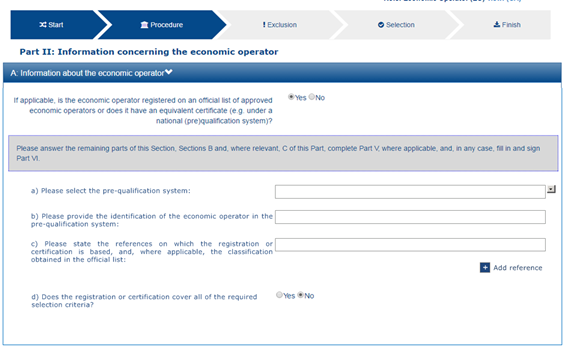 Start
Procedure
Exclusion
Selection
Finish
Part II: Information concerning the economic operator
A: Information about the economic operator
If applicable, is the economic operator registered on an official list of approved
economic operators or does it have an equivalent certificate (e.g. under a
national (pre)qualification system)?
Yes No
Please answer the remaining parts of this Section, Sections B and, where relevant, C of this Part, complete Part V, where applicable, and, in any case, fill in and sign
Part VI.
a) Please select the pre-qualification system:
b) Please provide the identification of the economic operator in the
pre-qualification system:
c) Please state the references on which the registration or
certification is based, and, where applicable, the classification
obtained in the official list:
Add reference
d) Does the registration or certification cover all of the required
selection criteria?
Yes No